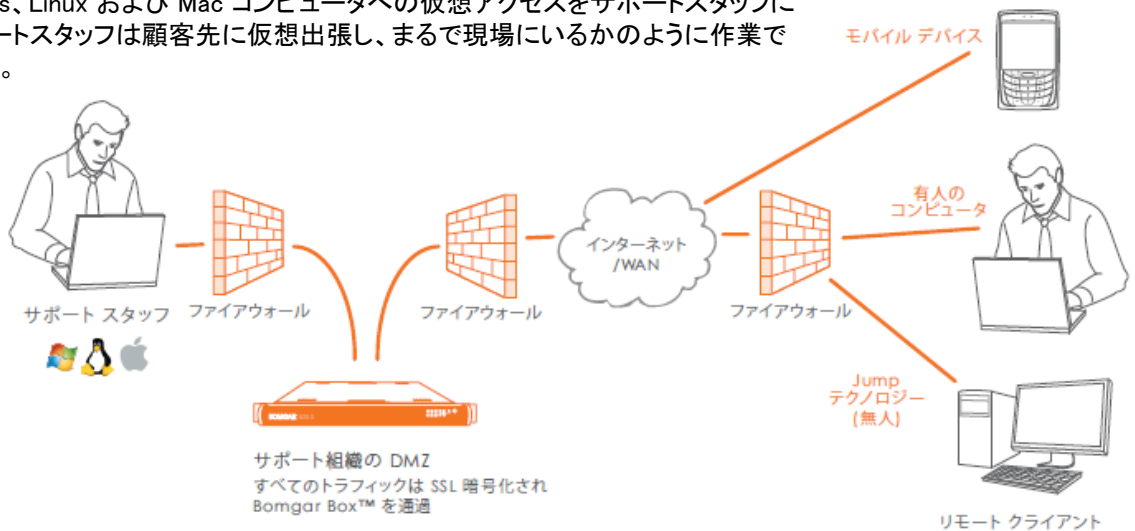 s、Linux および Mac コンピュータへの仮想アクセスをサポートスタッフに
ートスタッフは顧客先に仮想出張し、まるで現場にいるかのように作業で
。
モバイル デバイス
有人の
コンピュータ
インターネット
/WAN
サポート スタッフ
ファイアウォール
ファイアウォール
ファイアウォール
Jump
テクノロジー
(無人)
BOMGAR
サポート組織の DMZ
すべてのトラフィックは SSL 暗号化され
Bomgar Box™ を通過
リモート クライアント